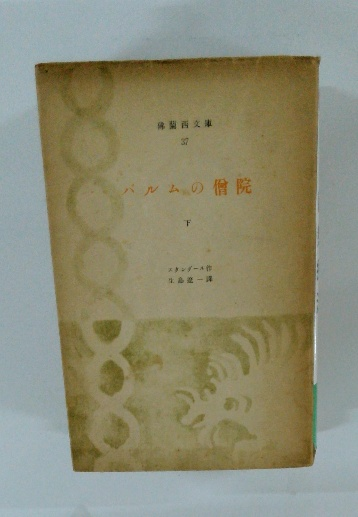 佛蘭西文庫
37
パルムの僧院
下
スタンダール作
生島遼一譯